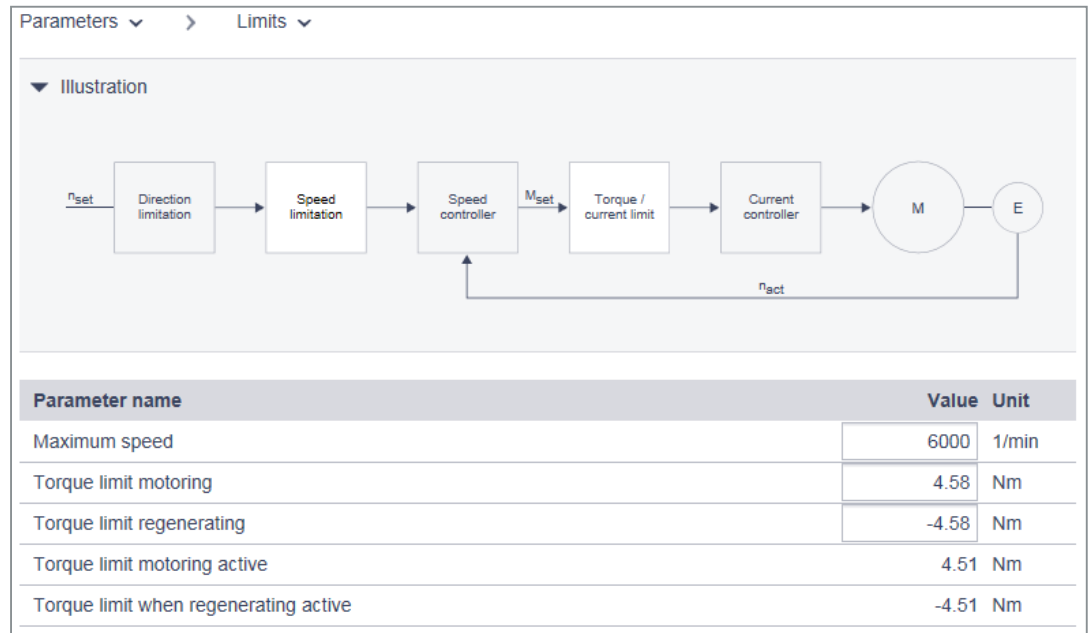 Parameters > Limits
Illustration
nset
Direction
limitation
Speed
limitation
Speed
controller
Mset
Torque /
current limit
Current
controller
M
E
nact
Parameter name Value Unit
Maximum speed 6000 1/min
Torque limit motoring 4.58 Nm
Torque limit regenerating -4.58 Nm
Torque limit motoring active 4.51 Nm
Torque limit when regenerating active -4.51 Nm